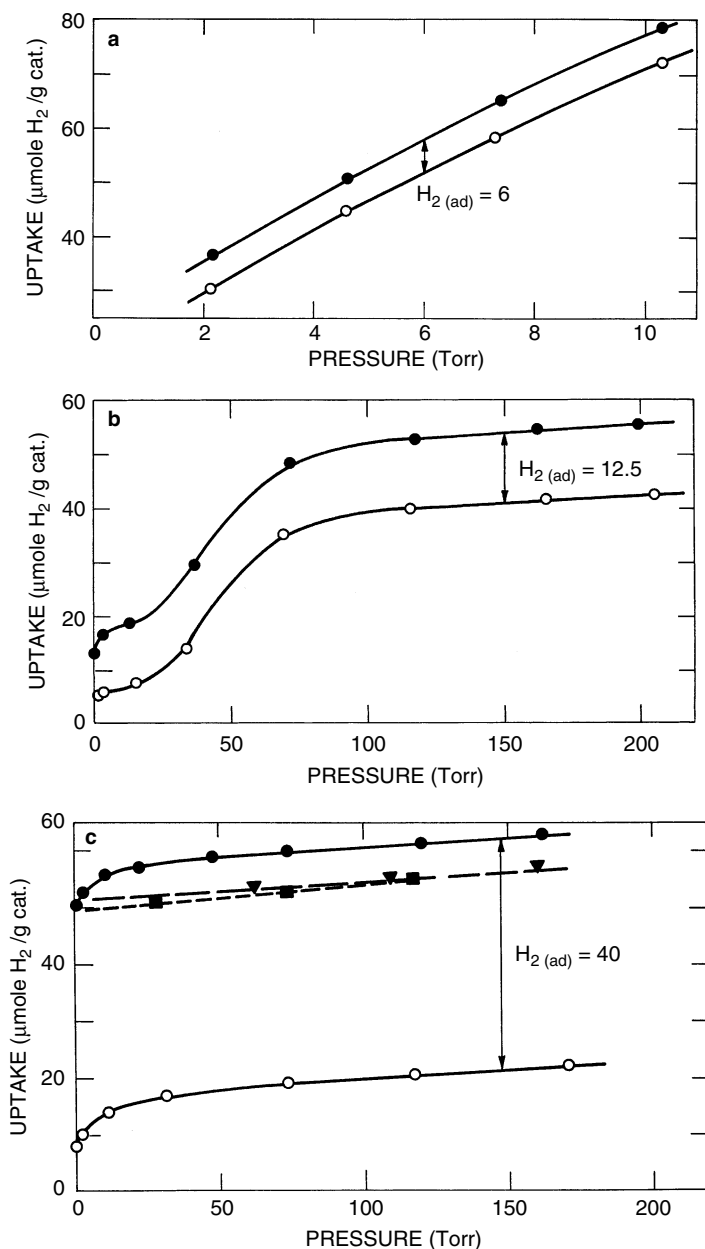 a
80
60
40
UPTAKE (μmole H2 /g cat.)
H2 (ad) = 6
0 2 4 6 8 10
PRESSURE (Torr)
b
60
40
20
0
UPTAKE (μmole H2 /g cat.)
H2 (ad) = 12.5
0 50 100 150 200
PRESSURE (Torr)
c
60
40
20
0
UPTAKE (μmole H2 /g cat.)
H2 (ad) = 40
0 50 100 150 200
PRESSURE (Torr)